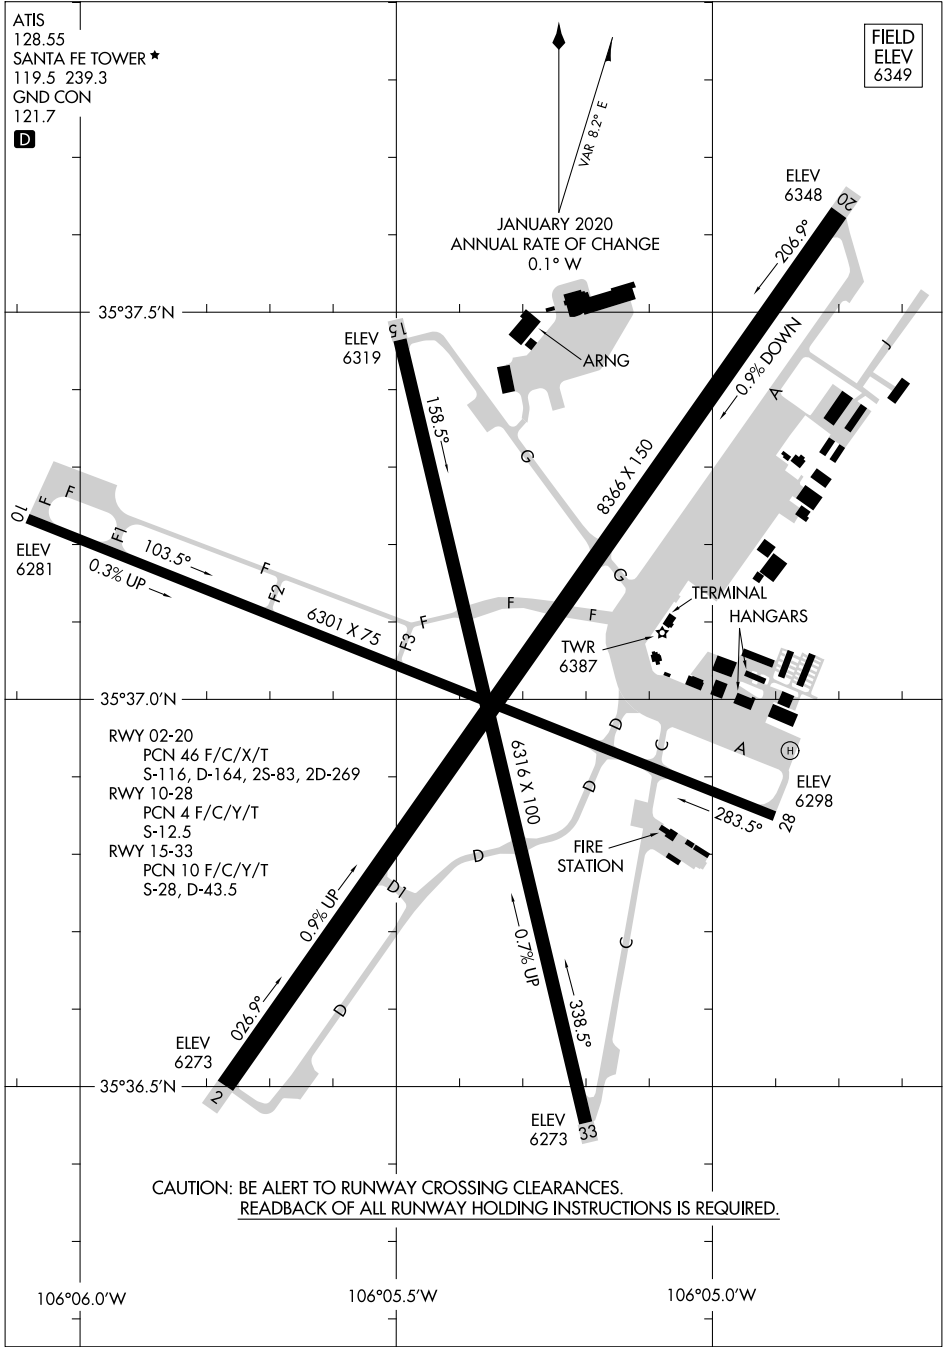 ATIS
128.55
SANTA FE TOWER ★
119.5 239.3
GND CON
121.7
D
FIELD
ELEV
6349
VAR 8.2° E
JANUARY 2020
ANNUAL RATE OF CHANGE
0.1° W
ELEV
6348
20
206.9°
0.9% DOWN
35°37.5'N
ELEV
6319
15
ARNG
J
A
158.5°
G
8366 X 150
F
F
10
F1
ELEV
6281
103.5°
0.3% UP
F
F2
G
6301 X 75
F
F3
F
F
TERMINAL
HANGARS
TWR
6387
35°37.0'N
D
C
A
H
RWY 02-20
PCN 46 F/C/X/T
S-116, D-164, 2S-83, 2D-269
RWY 10-28
PCN 4 F/C/Y/T
S-12.5
RWY 15-33
PCN 10 F/C/Y/T
S-28, D-43.5
6316 X 100
D
ELEV
6298
283.5°
28
FIRE
STATION
D
D1
0.9% UP
0.7% UP
C
026.9°
D
338.5°
ELEV
6273
2
35°36.5'N
ELEV
6273
33
CAUTION: BE ALERT TO RUNWAY CROSSING CLEARANCES.
READBACK OF ALL RUNWAY HOLDING INSTRUCTIONS IS REQUIRED.
106°06.0'W
106°05.5'W
106°05.0'W